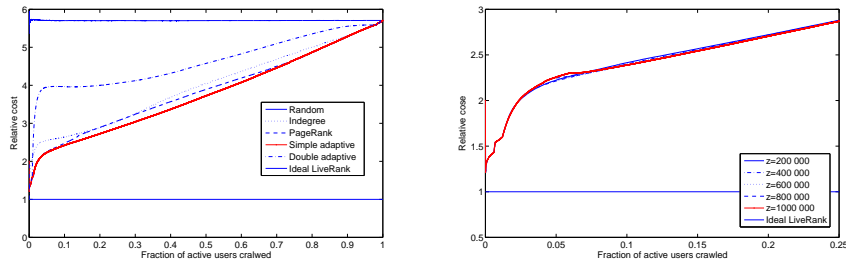 6
5
4
3
2
1
0
Relative cost
Random
Indegree
PageRank
Simple adaptive
Double adaptive
Ideal LiveRank
0 0.1 0.2 0.3 0.4 0.5 0.6 0.7 0.8 0.9 1
Fraction of active users cralwed
3
2.5
2
1.5
1
0.5
Relative cose
z=200 000
z=400 000
z=600 000
z=800 000
z=1000 000
Ideal LiveRank
0 0.05 0.1 0.15 0.2 0.25
Fraction of active users crawled